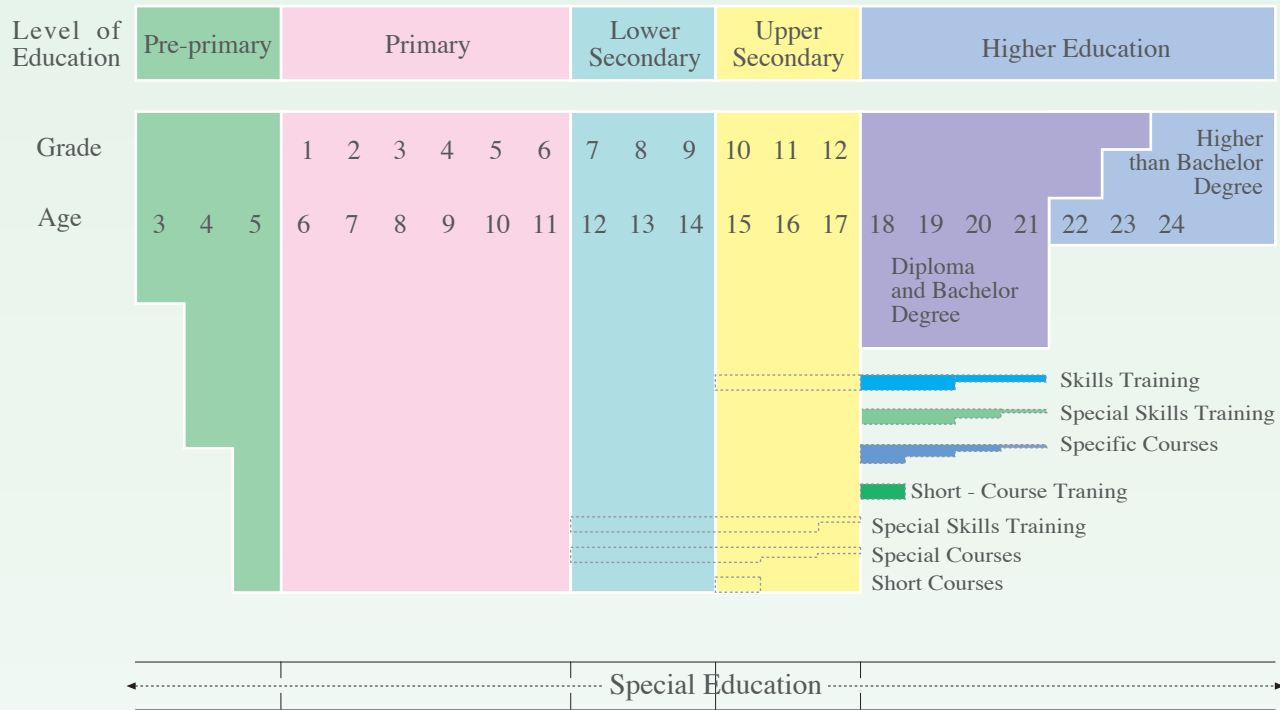 Level of
Education
Pre-primary
Primary
Lower
Secondary
Upper
Secondary
Higher Education
Grade
1 2 3 4 5 6 7 8 9 10 11 12
Higher
than Bachelor
Degree
Age
3 4 5 6 7 8 9 10 11 12 13 14 15 16 17 18 19 20 21 22 23 24
Diploma
and Bachelor
Degree
Skills Training
Special Skills Training
Specific Courses
Short - Course Traning
Special Skills Training
Special Courses
Short Courses
Special Education